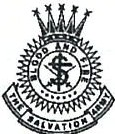 BLOOD AND FIRE
S
THE SALVATION ARMY